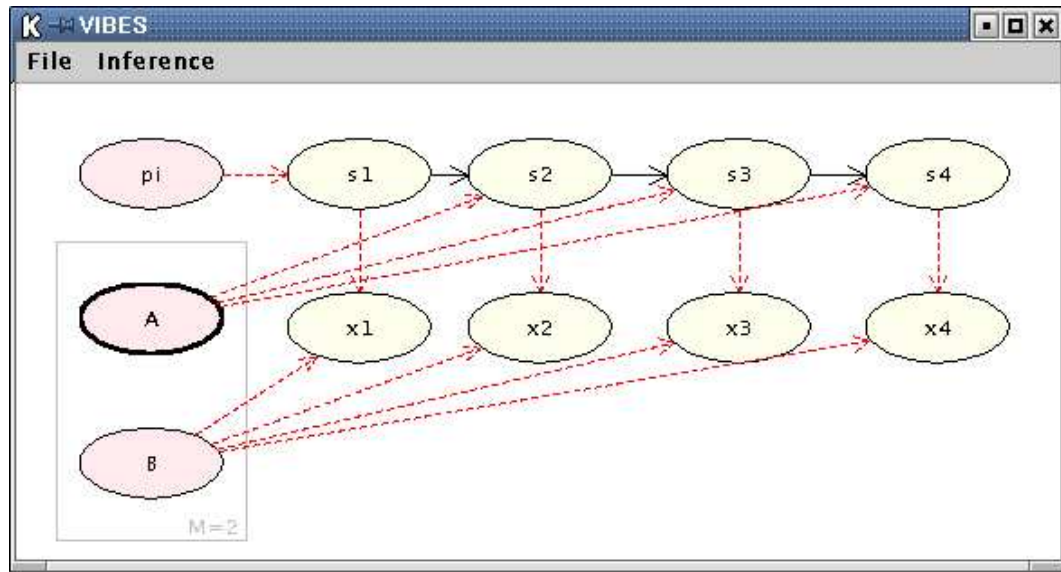 VIBES
File Inference
pi s1 s2 s3 s4
A x1 x2 x3 x4
B
M=2